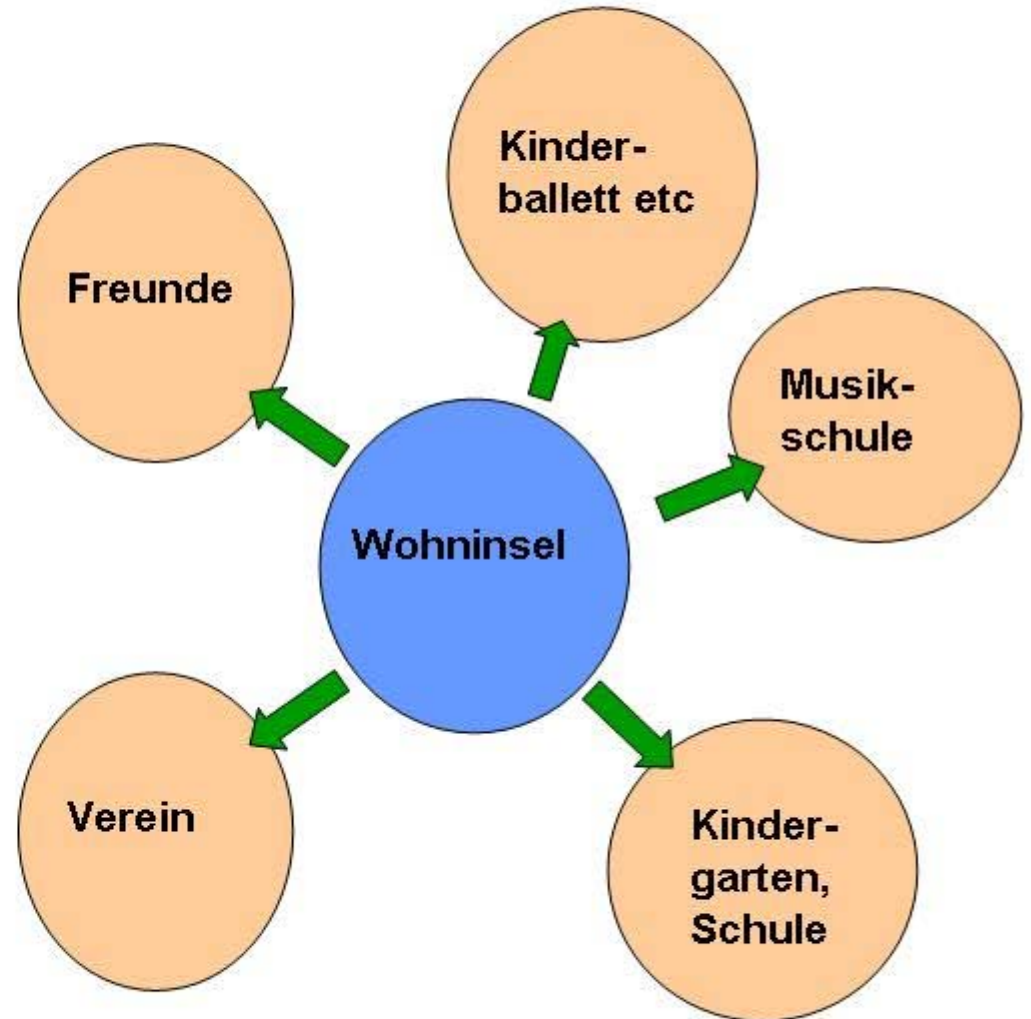 Kinder-
ballett etc
Freunde
Musik-
schule
Wohninsel
Verein
Kinder-
garten,
Schule